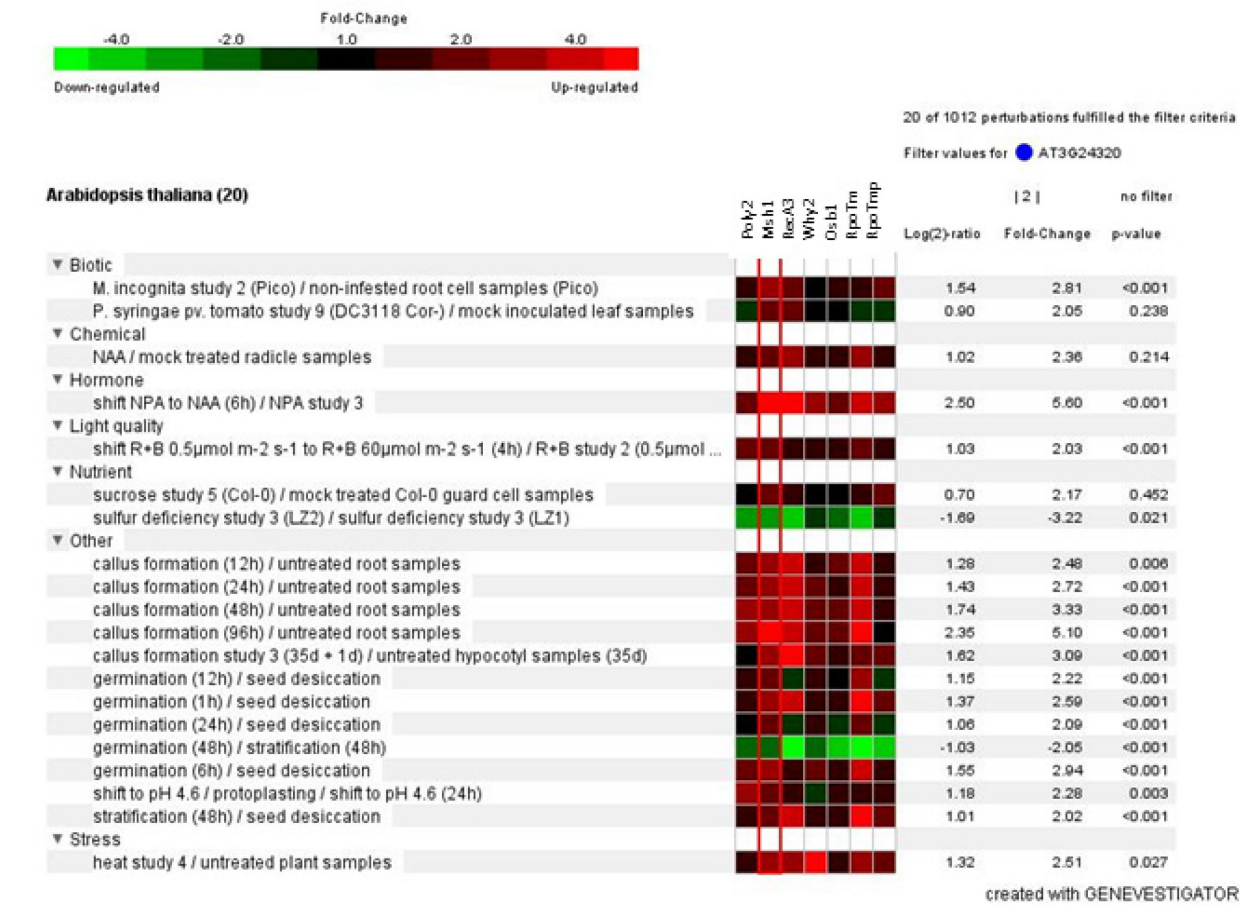 Fold-Change
-4.0 -2.0 1.0 2.0 4.0
Down-regulated Up-regulated
20 of 1012 perturbations fulfilled the filter criteria
Filter values for AT3G24320
Arabidopsis thaliana (20)
Poly2 Msh1 RecA3 Why2 Osb1 RpoTm RpoTmp
|2| no filter
Log(2)-ratio Fold-Change p-value
▼ Biotic
M. incognita study 2 (Pico) / non-infested root cell samples (Pico) 1.54 2.81 <0.001
P. syringae pv. tomato study 9 (DC3118 Cor-) / mock inoculated leaf samples 0.90 2.05 0.238
▼ Chemical
NAA / mock treated radicle samples 1.02 2.36 0.214
▼ Hormone
shift NPA to NAA (6h) / NPA study 3 2.50 5.60 <0.001
▼ Light quality
shift R+B 0.5µmol m-2 s-1 to R+B 60µmol m-2 s-1 (4h) / R+B study 2 (0.5µmol ... 1.03 2.03 <0.001
▼ Nutrient
sucrose study 5 (Col-0) / mock treated Col-0 guard cell samples 0.70 2.17 0.452
sulfur deficiency study 3 (LZ2) / sulfur deficiency study 3 (LZ1) -1.69 -3.22 0.021
▼ Other
callus formation (12h) / untreated root samples 1.28 2.48 0.006
callus formation (24h) / untreated root samples 1.43 2.72 <0.001
callus formation (48h) / untreated root samples 1.74 3.33 <0.001
callus formation (96h) / untreated root samples 2.35 5.10 <0.001
callus formation study 3 (35d + 1d) / untreated hypocotyl samples (35d) 1.62 3.09 <0.001
germination (12h) / seed desiccation 1.15 2.22 <0.001
germination (1h) / seed desiccation 1.37 2.59 <0.001
germination (24h) / seed desiccation 1.06 2.09 <0.001
germination (48h) / stratification (48h) -1.03 -2.05 <0.001
germination (6h) / seed desiccation 1.55 2.94 <0.001
shift to pH 4.6 / protoplasting / shift to pH 4.6 (24h) 1.18 2.28 0.003
stratification (48h) / seed desiccation 1.01 2.02 <0.001
▼ Stress
heat study 4 / untreated plant samples 1.32 2.51 0.027
created with GENEVESTIGATOR